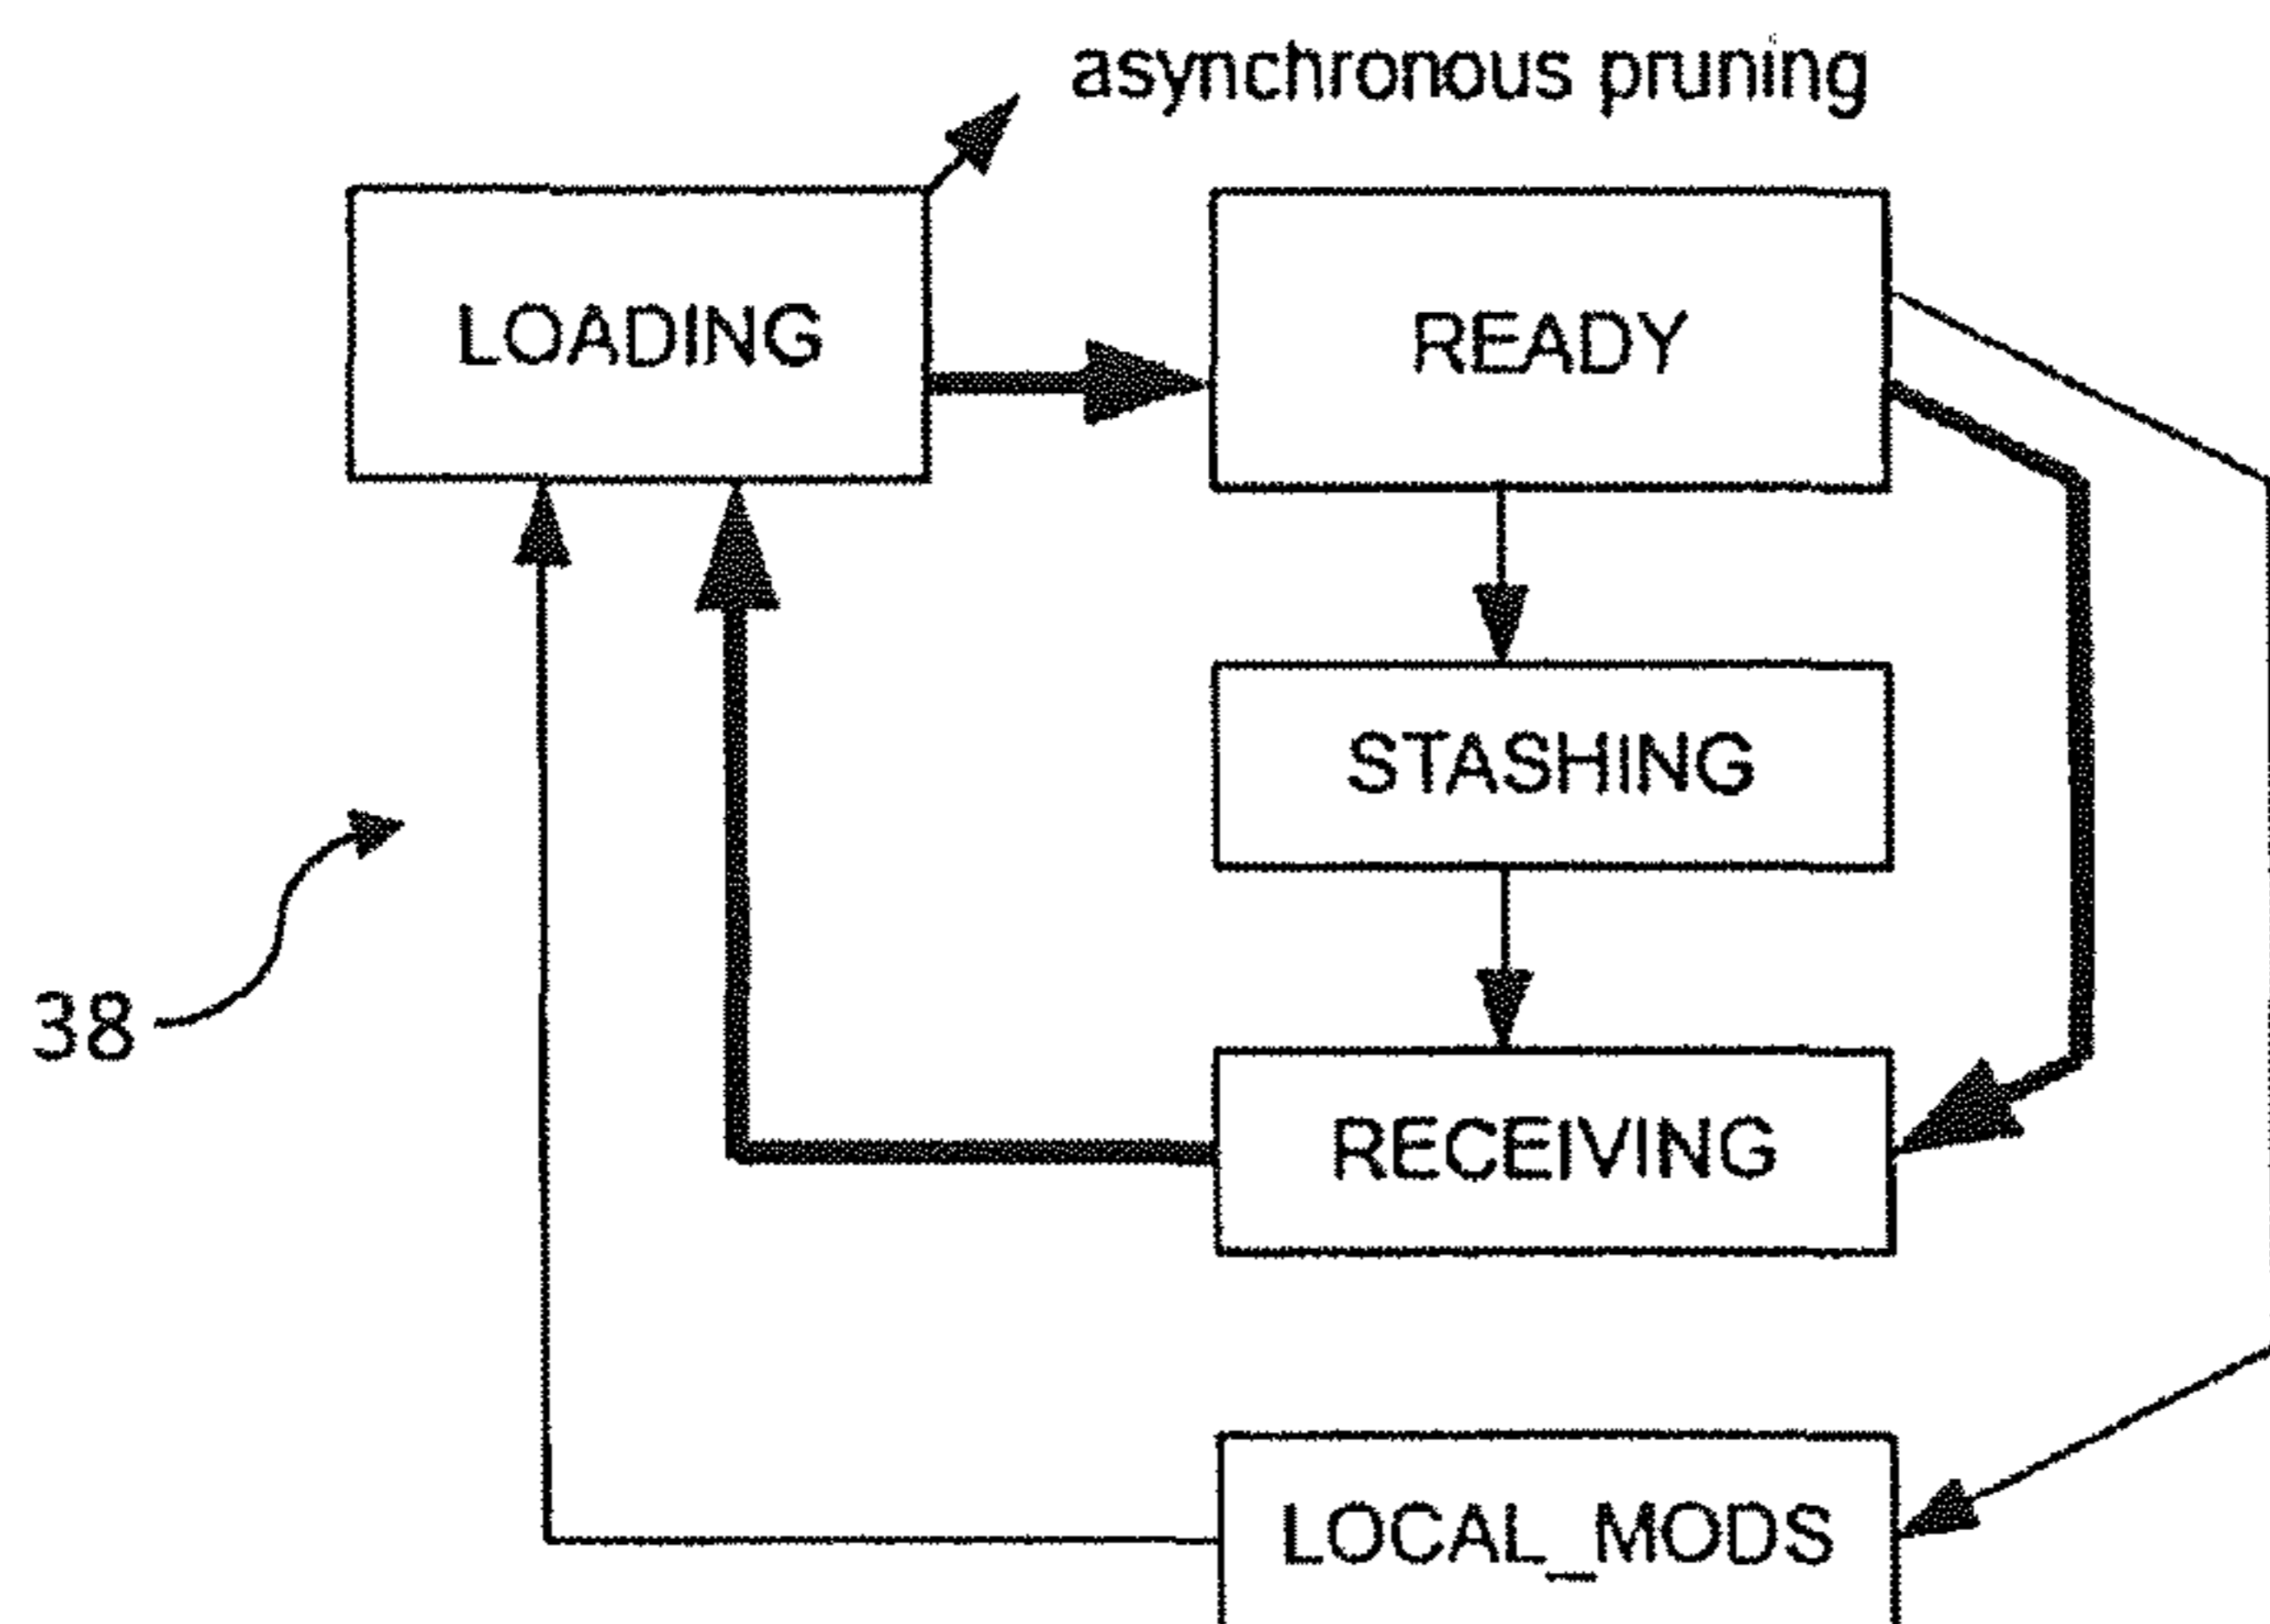 asynchronous pruning
LOADING
READY
STASHING
38
RECEIVING
LOCAL_MODS